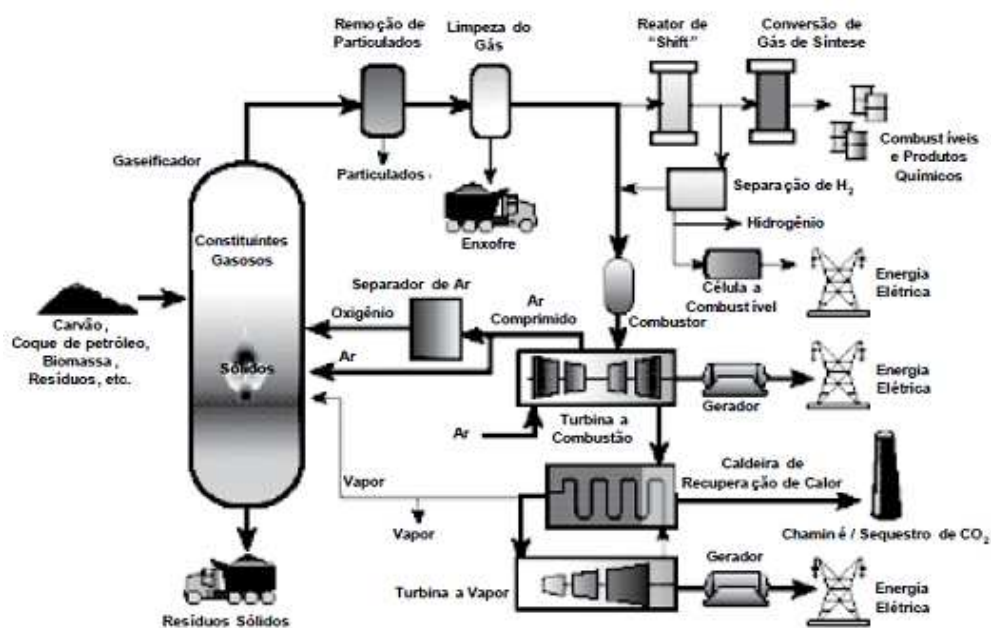 Remoção de
Particulados
Limpeza do
Gás
Reator de
“Shift”
Conversão de
Gás de Síntese
Gaseificador
Particulados
Combustíveis
e Produtos
Químicos
Separação de H₂
Hidrogênio
Enxofre
Constituintes
Gasosos
Separador de Ar
Ar
Comprimido
Célula a
Combustível
Energia
Elétrica
Oxigênio
Combustor
Carvão,
Coque de petróleo,
Biomassa,
Resíduos, etc.
Ar
Sólidos
Energia
Elétrica
Gerador
Ar
Turbina a
Combustão
Caldeira de
Recuperação de Calor
Vapor
Vapor
Chaminé / Sequestro de CO₂
Gerador
Turbina a Vapor
Energia
Elétrica
Resíduos Sólidos